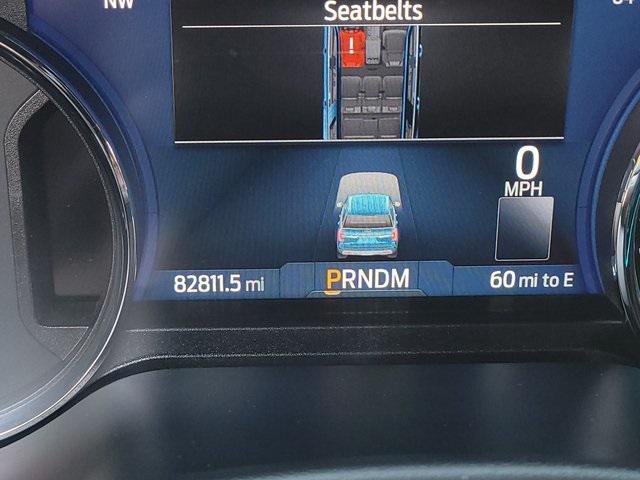 NW
Seatbelts
!
0
MPH
82811.5 mi
PRNDM
60 mi to E